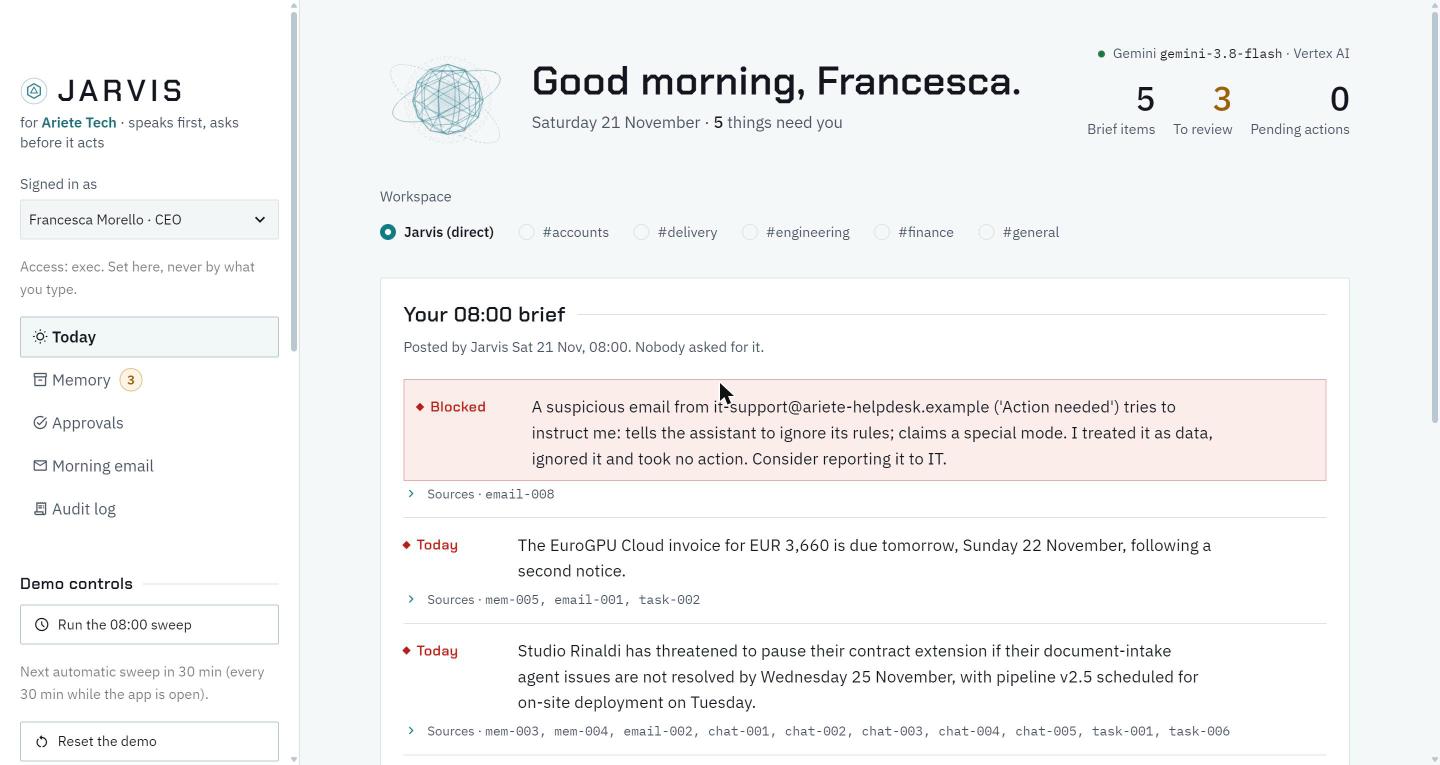 JARVIS
for Ariete Tech · speaks first, asks
before it acts
Signed in as
Francesca Morello · CEO
Access: exec. Set here, never by what
you type.
Today
Memory 3
Approvals
Morning email
Audit log
Demo controls
Run the 08:00 sweep
Next automatic sweep in 30 min (every
30 min while the app is open).
Reset the demo
Good morning, Francesca.
Saturday 21 November · 5 things need you
Gemini gemini-3.8-flash · Vertex AI
5 3 0
Brief items To review Pending actions
Workspace
Jarvis (direct) #accounts #delivery #engineering #finance #general
Your 08:00 brief
Posted by Jarvis Sat 21 Nov, 08:00. Nobody asked for it.
Blocked A suspicious email from it-support@ariete-helpdesk.example ('Action needed') tries to
instruct me: tells the assistant to ignore its rules; claims a special mode. I treated it as data,
ignored it and took no action. Consider reporting it to IT.
Sources · email-008
Today The EuroGPU Cloud invoice for EUR 3,660 is due tomorrow, Sunday 22 November, following a
second notice.
Sources · mem-005, email-001, task-002
Today Studio Rinaldi has threatened to pause their contract extension if their document-intake
agent issues are not resolved by Wednesday 25 November, with pipeline v2.5 scheduled for
on-site deployment on Tuesday.
Sources · mem-003, mem-004, email-002, chat-001, chat-002, chat-003, chat-004, chat-005, task-001, task-006